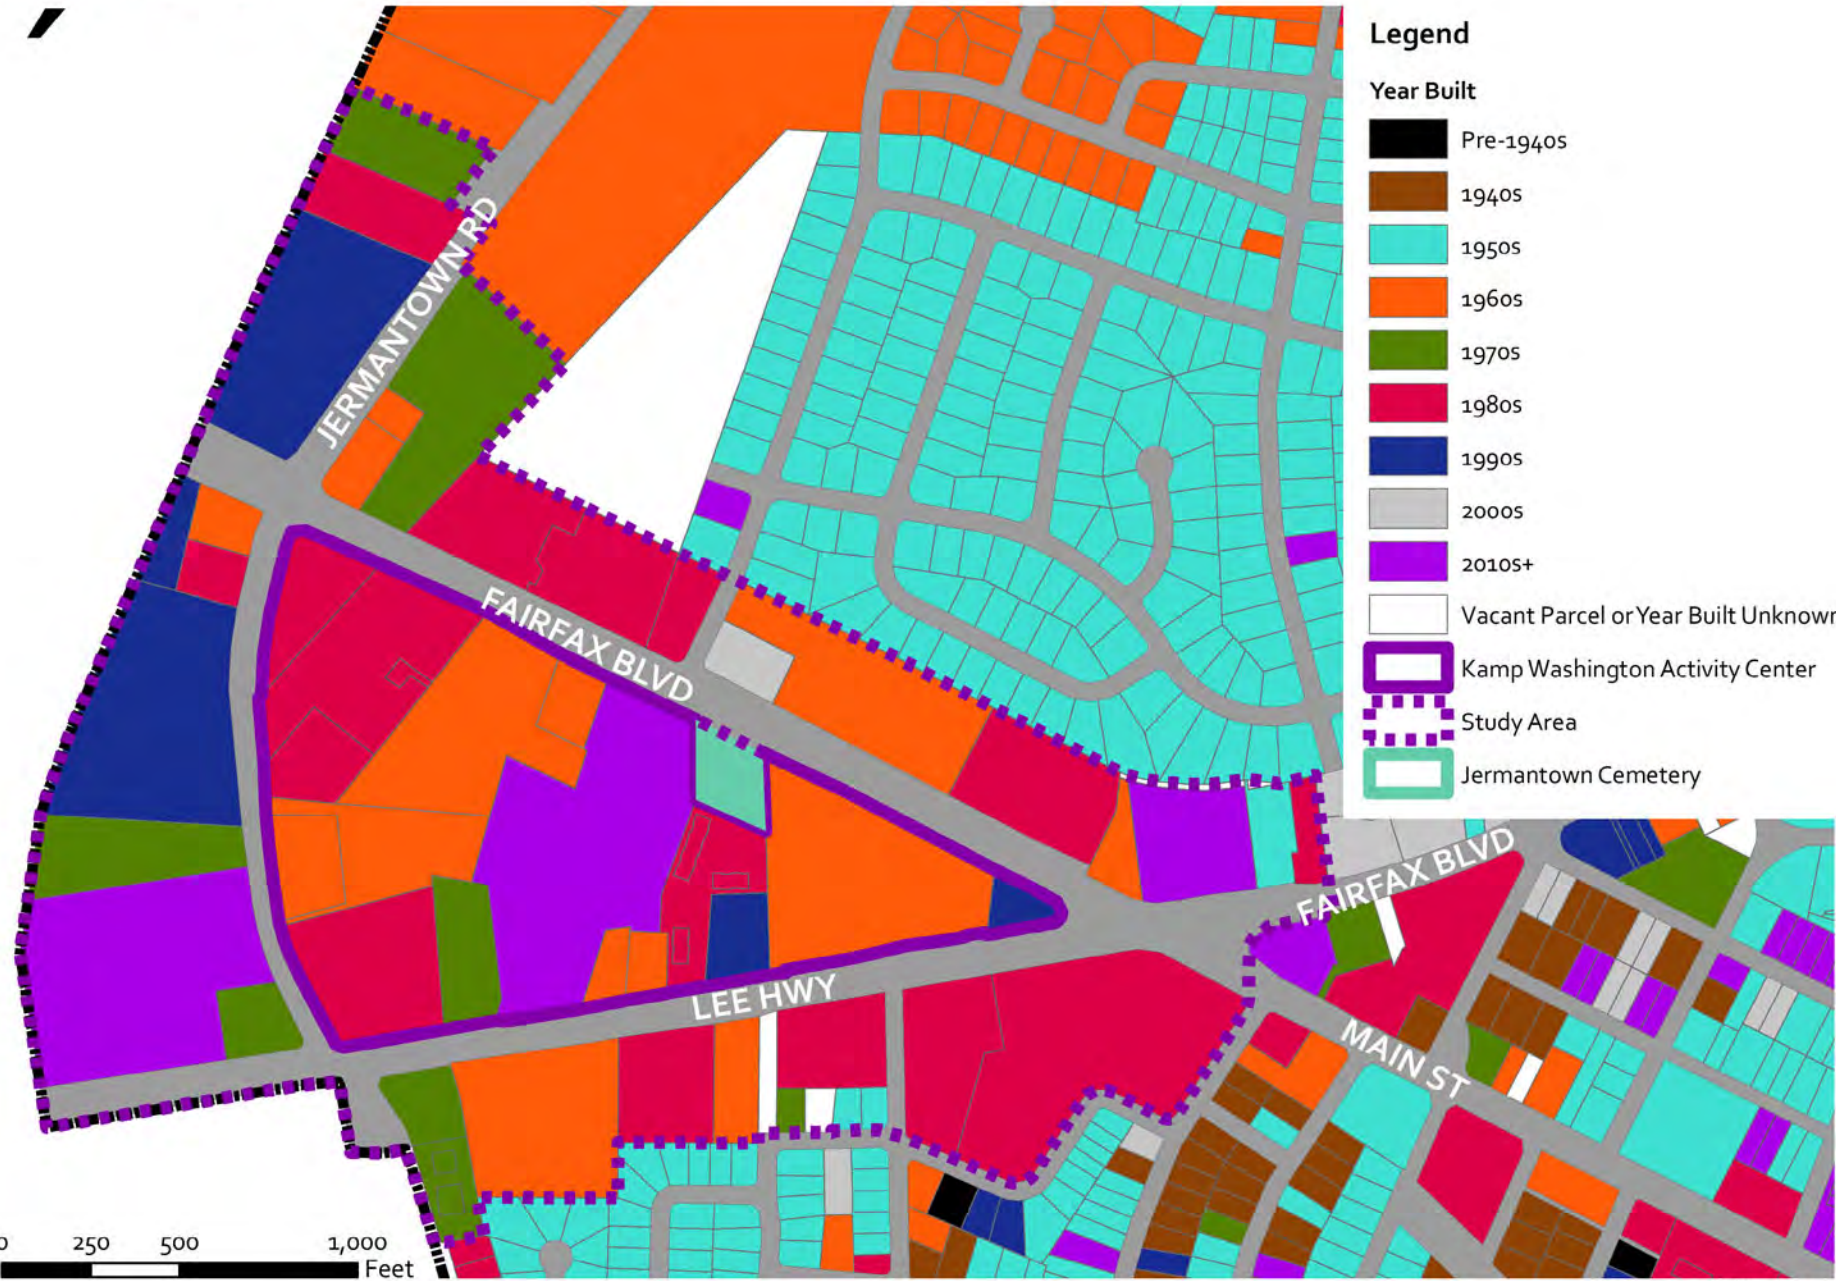 Legend
Year Built
Pre-1940s
1940s
1950s
1960s
1970s
1980s
1990s
2000s
2010s+
Vacant Parcel or Year Built Unknown
Kamp Washington Activity Center
Study Area
Jermantown Cemetery
JERMANTOWN RD
FAIRFAX BLVD
FAIRFAX BLVD
LEE HWY
MAIN ST
0 250 500 1,000
Feet